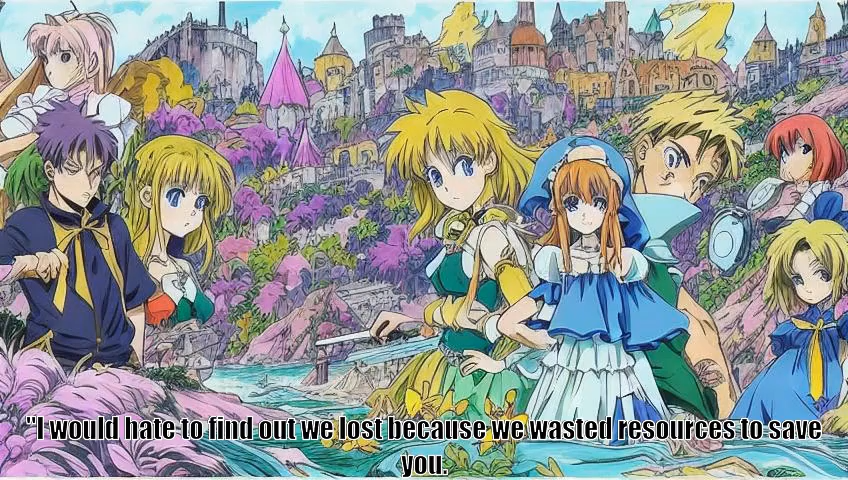 "I would hate to find out we lost because we wasted resources to save
you.